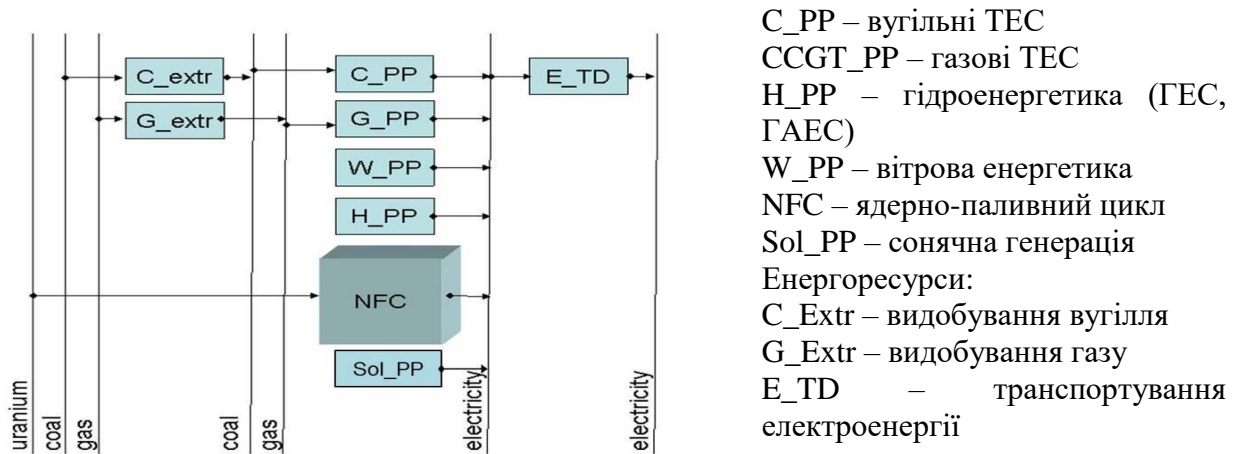 C_extr
C_PP
E_TD
G_extr
G_PP
W_PP
H_PP
NFC
Sol_PP
uranium
coal
gas
coal
gas
electricity
electricity
C_PP – вугільні ТЕС
CCGT_PP – газові ТЕС
H_PP – гідроенергетика (ГЕС,
ГАЕС)
W_PP – вітрова енергетика
NFC – ядерно-паливний цикл
Sol_PP – сонячна генерація
Енергоресурси:
C_Extr – видобування вугілля
G_Extr – видобування газу
E_TD – транспортування
електроенергії